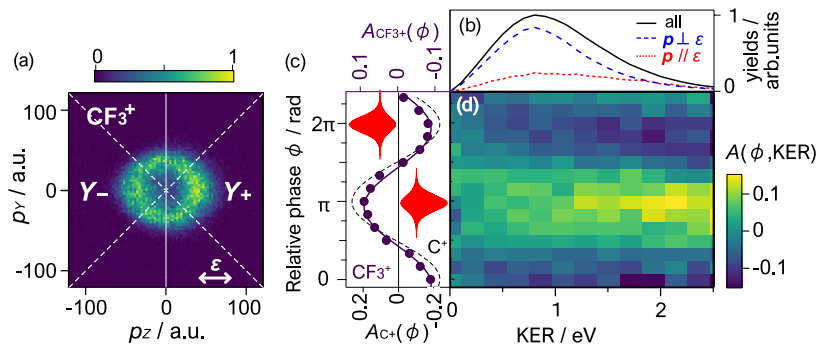 (a)
0 1
CF3+
Y− Y+
ε
100
0
-100
pY / a.u.
-100 0 100
pZ / a.u.
(c)
ACF3+(ϕ)
0.1 0 -0.1
Relative phase ϕ / rad
2π
π
0
C+
CF3+
0.2 0 -0.2
AC+(ϕ)
(b)
all
p⊥ε
p // ε
1
0
yields / arb.units
(d)
0 1 2
KER / eV
A(ϕ,KER)
0.1
0
-0.1